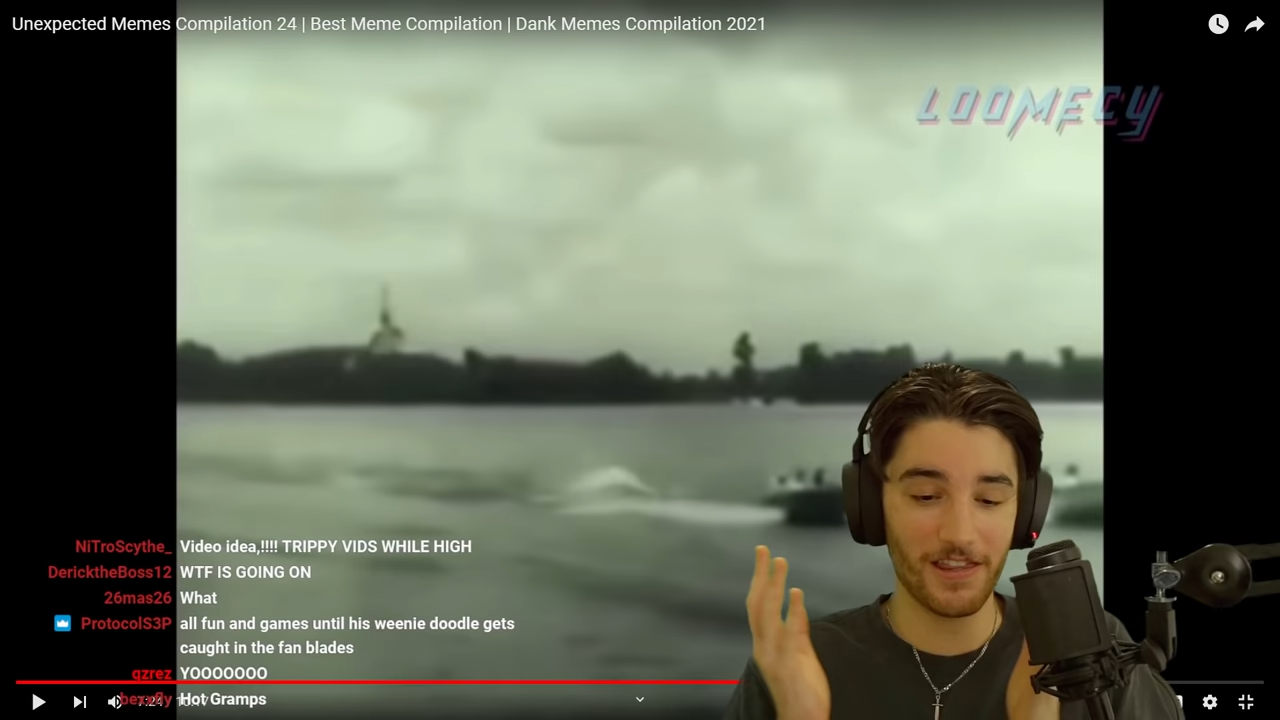 Unexpected Memes Compilation 24 | Best Meme Compilation | Dank Memes Compilation 2021
LOOMECY
NiTroScythe_ Video idea,!!!! TRIPPY VIDS WHILE HIGH
DericktheBoss12 WTF IS GOING ON
26mas26 What
ProtocolS3P all fun and games until his weenie doodle gets
caught in the fan blades
qzrez YOOOOOOO
Hot Gramps